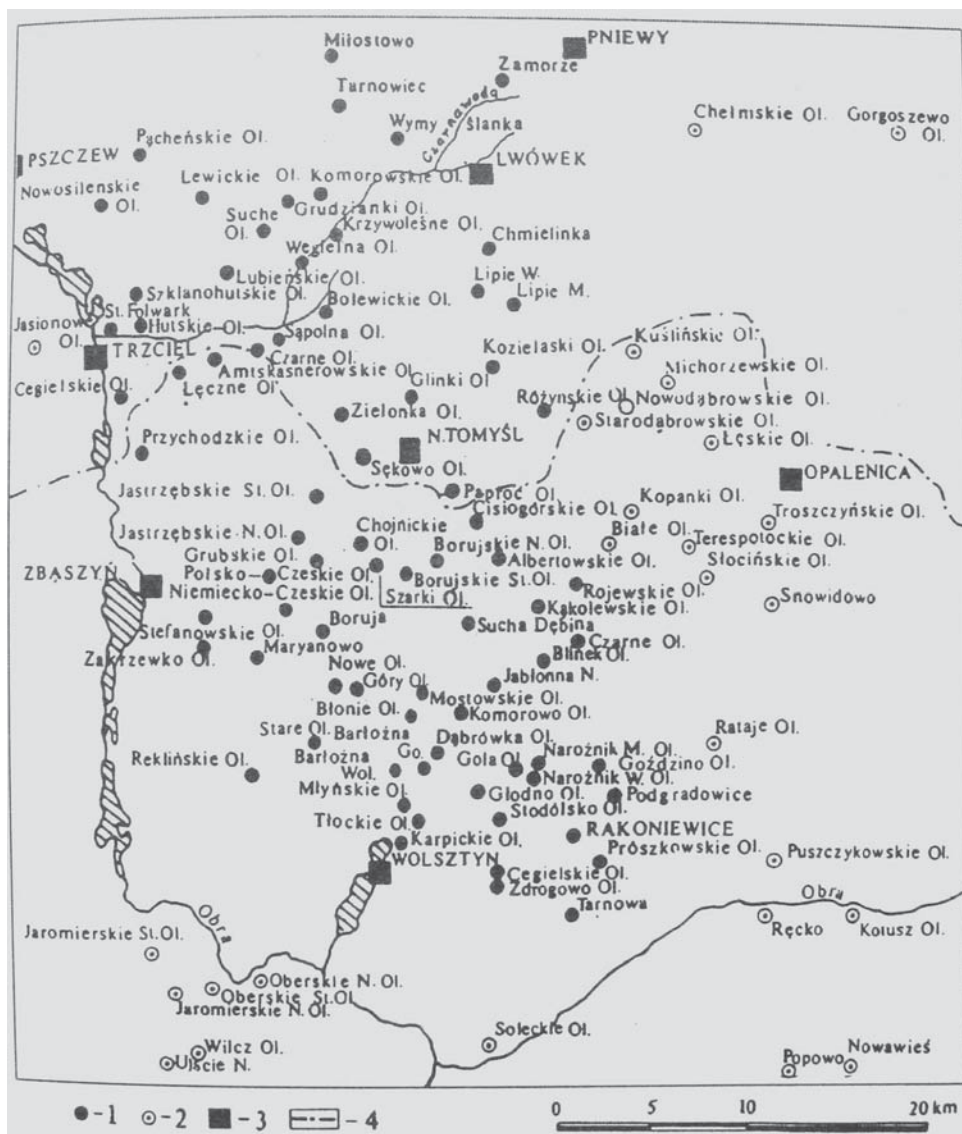 Miłostowo
PNIEWY
Zamorze
Turnowiec
Czarnawoda
Wymyślanka
Chełmskie Ol.
Gorgoszewo
Ol.
Pącheńskie Ol.
PSZCZEW
LWÓWEK
Nowosileńskie
Ol.
Lewickie Ol.
Komorowskie Ol.
Grudzianki Ol.
Suche
Ol.
Krzywoleśne Ol.
Węgielna Ol.
Chmielinka
Lubieńskie Ol.
Lipie W.
Lipie M.
Szklanohutskie Ol.
Bolewickie Ol.
St. Folwark
Hutskie Ol.
Jasionow
Ol.
Sąpolna Ol.
TRZCIEL
Czarne Ol.
Amtskasnerowskie Ol.
Kozielaski Ol.
Kuślińskie Ol.
Michorzewskie Ol.
Cegielskie Ol.
Łęczne Ol.
Glinki Ol.
Różynskie Ol.
Nowodąbrowskie Ol.
Zielonka Ol.
Starodąbrowskie Ol.
Przychodzkie Ol.
N.TOMYŚL
Łęskie Ol.
Sękowo Ol.
OPALENICA
Jastrzębskie St. Ol.
Paproć Ol.
Kopanki Ol.
Cisiogórskie Ol.
Troszczyńskie Ol.
Jastrzębskie N. Ol.
Chojnickie
Ol.
Borujskie N. Ol.
Białe Ol.
Terespotockie Ol.
Grubskie Ol.
Albertowskie Ol.
Słocińskie Ol.
ZBĄSZYŃ
Polsko-Czeskie Ol.
Borujskie St. Ol.
Rojewskie Ol.
Niemiecko-Czeskie Ol.
Szarki Ol.
Kąkolewskie Ol.
Snowidowo
Stefanowskie Ol.
Boruja
Sucha Dębina
Czarne Ol.
Zakrzewko Ol.
Maryanowo
Blinek Ol.
Nowe Ol.
Góry Ol.
Jabłonna N.
Mostowskie Ol.
Błonie Ol.
Komorowo Ol.
Stare Ol.
Barłożna
Go.
Dąbrówka Ol.
Rataje Ol.
Barłożna
Wol.
Narożnik M. Ol.
Reklińskie Ol.
Gola Ol.
Goździno Ol.
Narożnik W. Ol.
Młyńskie Ol.
Głodno Ol.
Podgradowice
Stodólsko Ol.
Tłockie Ol.
RAKONIEWICE
Karpickie Ol.
Prószkowskie Ol.
Puszczykowskie Ol.
WOLSZTYN
Cegielskie Ol.
Zdrogowo Ol.
Obra
Tarnowa
Obra
Ręcko
Kotusz Ol.
Jaromierskie St. Ol.
Oberskie N. Ol.
Oberskie St. Ol
Jaromierskie N. Ol.
Soleckie Ol.
Wilcz Ol.
Ujście N.
Popowo
Nowawieś
-1 -2 -3 -4
0 5 10 20 km